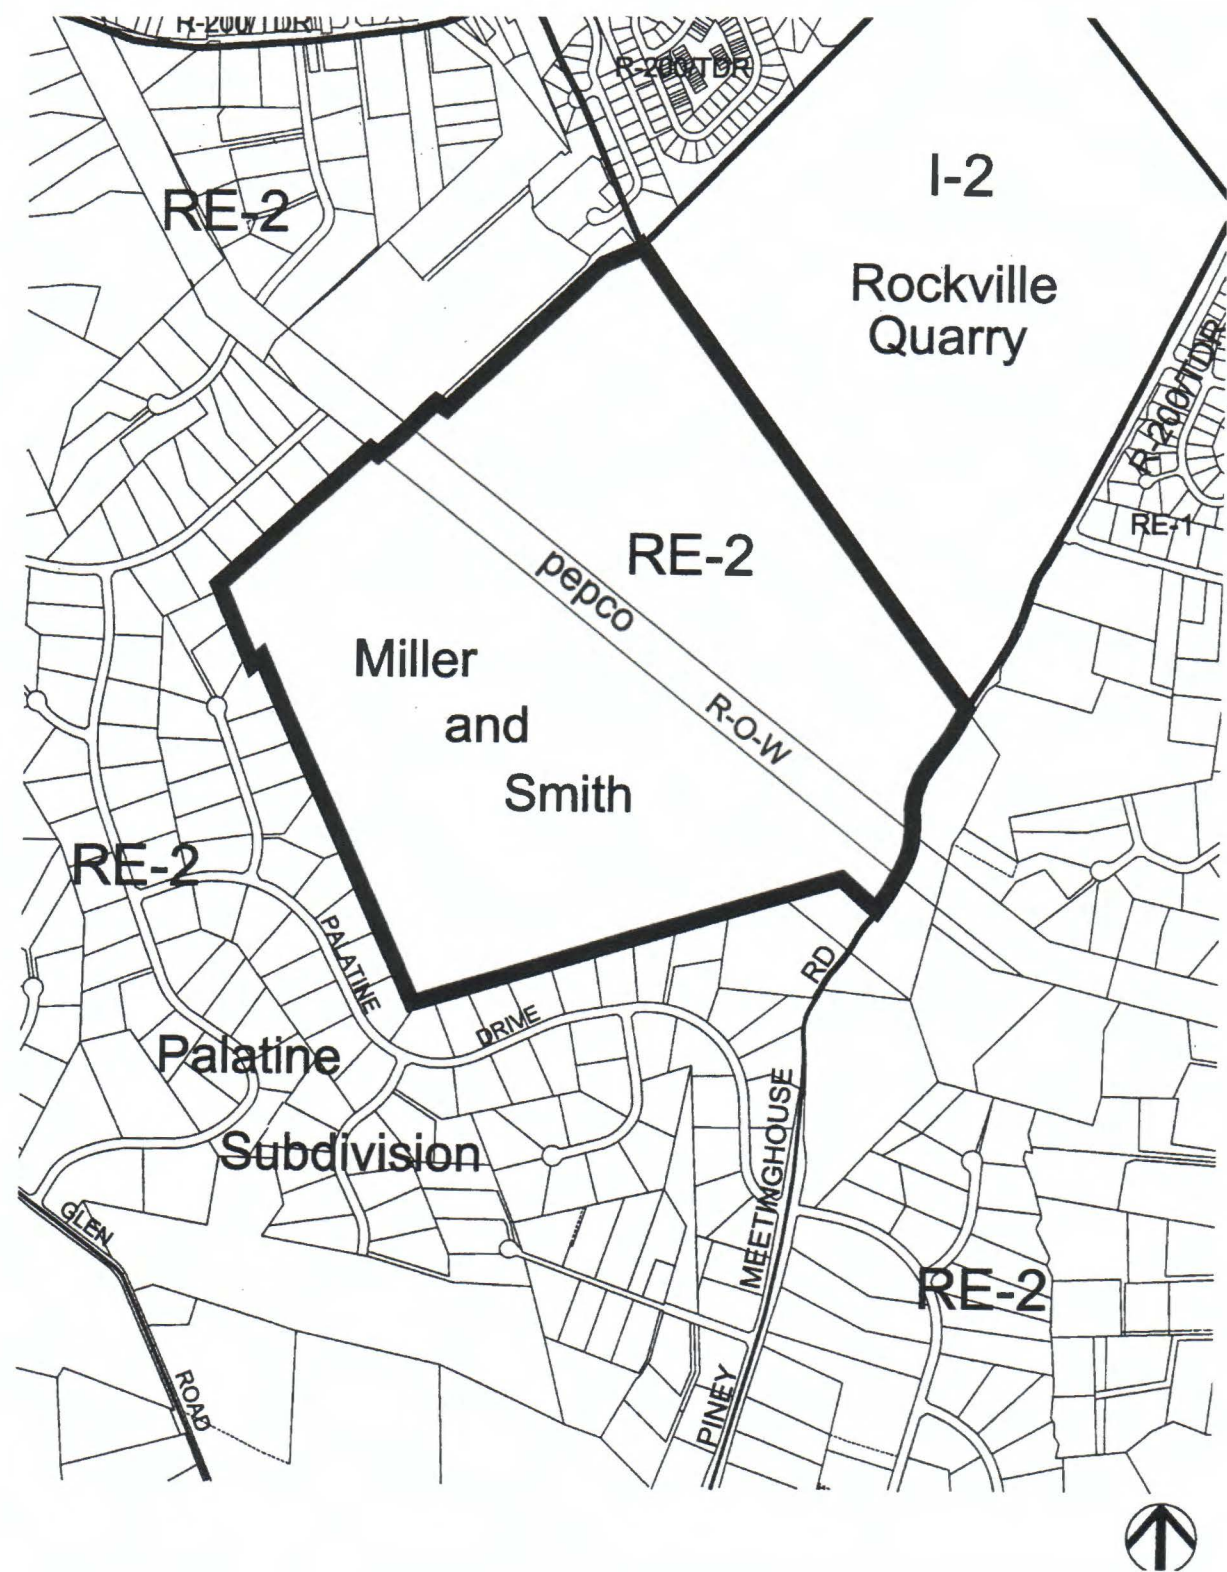 R-200/TDR
R-200/TDR
I-2
RE-2
Rockville
Quarry
R-200/TDR
RE-1
RE-2
pepco
R-O-W
Miller
and
Smith
RE-2
PALATINE
DRIVE
RD
Palatine
Subdivision
MEETINGHOUSE
GLEN
RE-2
ROAD
PINEY